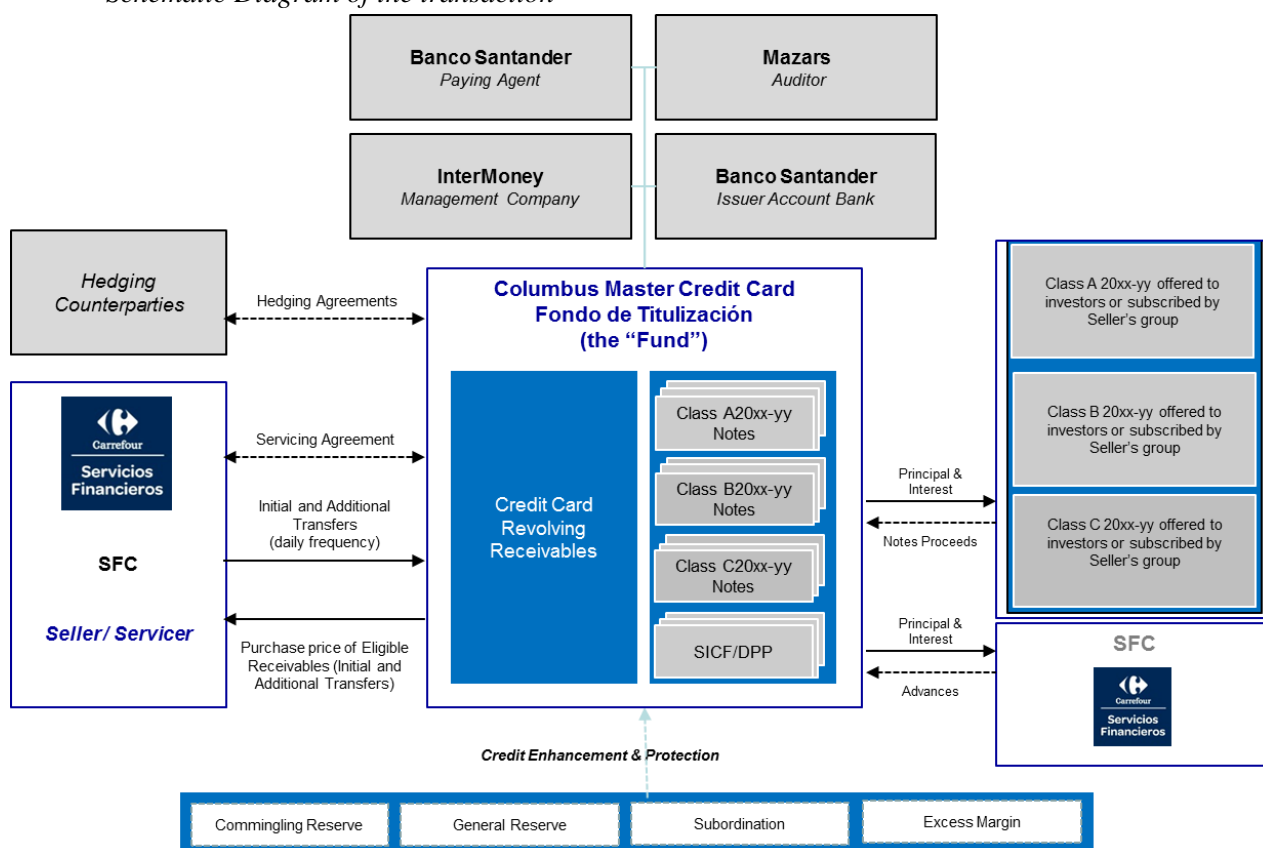 Schematic Diagram of the transaction
Banco Santander
Paying Agent
Mazars
Auditor
InterMoney
Management Company
Banco Santander
Issuer Account Bank
Hedging
Counterparties
Hedging Agreements
Columbus Master Credit Card
Fondo de Titulización
(the “Fund”)
Credit Card
Revolving
Receivables
Class A20xx-yy
Notes
Class B20xx-yy
Notes
Class C20xx-yy
Notes
SICF/DPP
Carrefour
Servicios
Financieros
SFC
Seller/ Servicer
Servicing Agreement
Initial and Additional
Transfers
(daily frequency)
Purchase price of Eligible
Receivables (Initial and
Additional Transfers)
Principal &
Interest
Notes Proceeds
Class A 20xx-yy offered to
investors or subscribed by
Seller’s group
Class B 20xx-yy offered to
investors or subscribed by
Seller’s group
Class C 20xx-yy offered to
investors or subscribed by
Seller’s group
Principal &
Interest
Advances
SFC
Carrefour
Servicios
Financieros
Credit Enhancement & Protection
Commingling Reserve
General Reserve
Subordination
Excess Margin